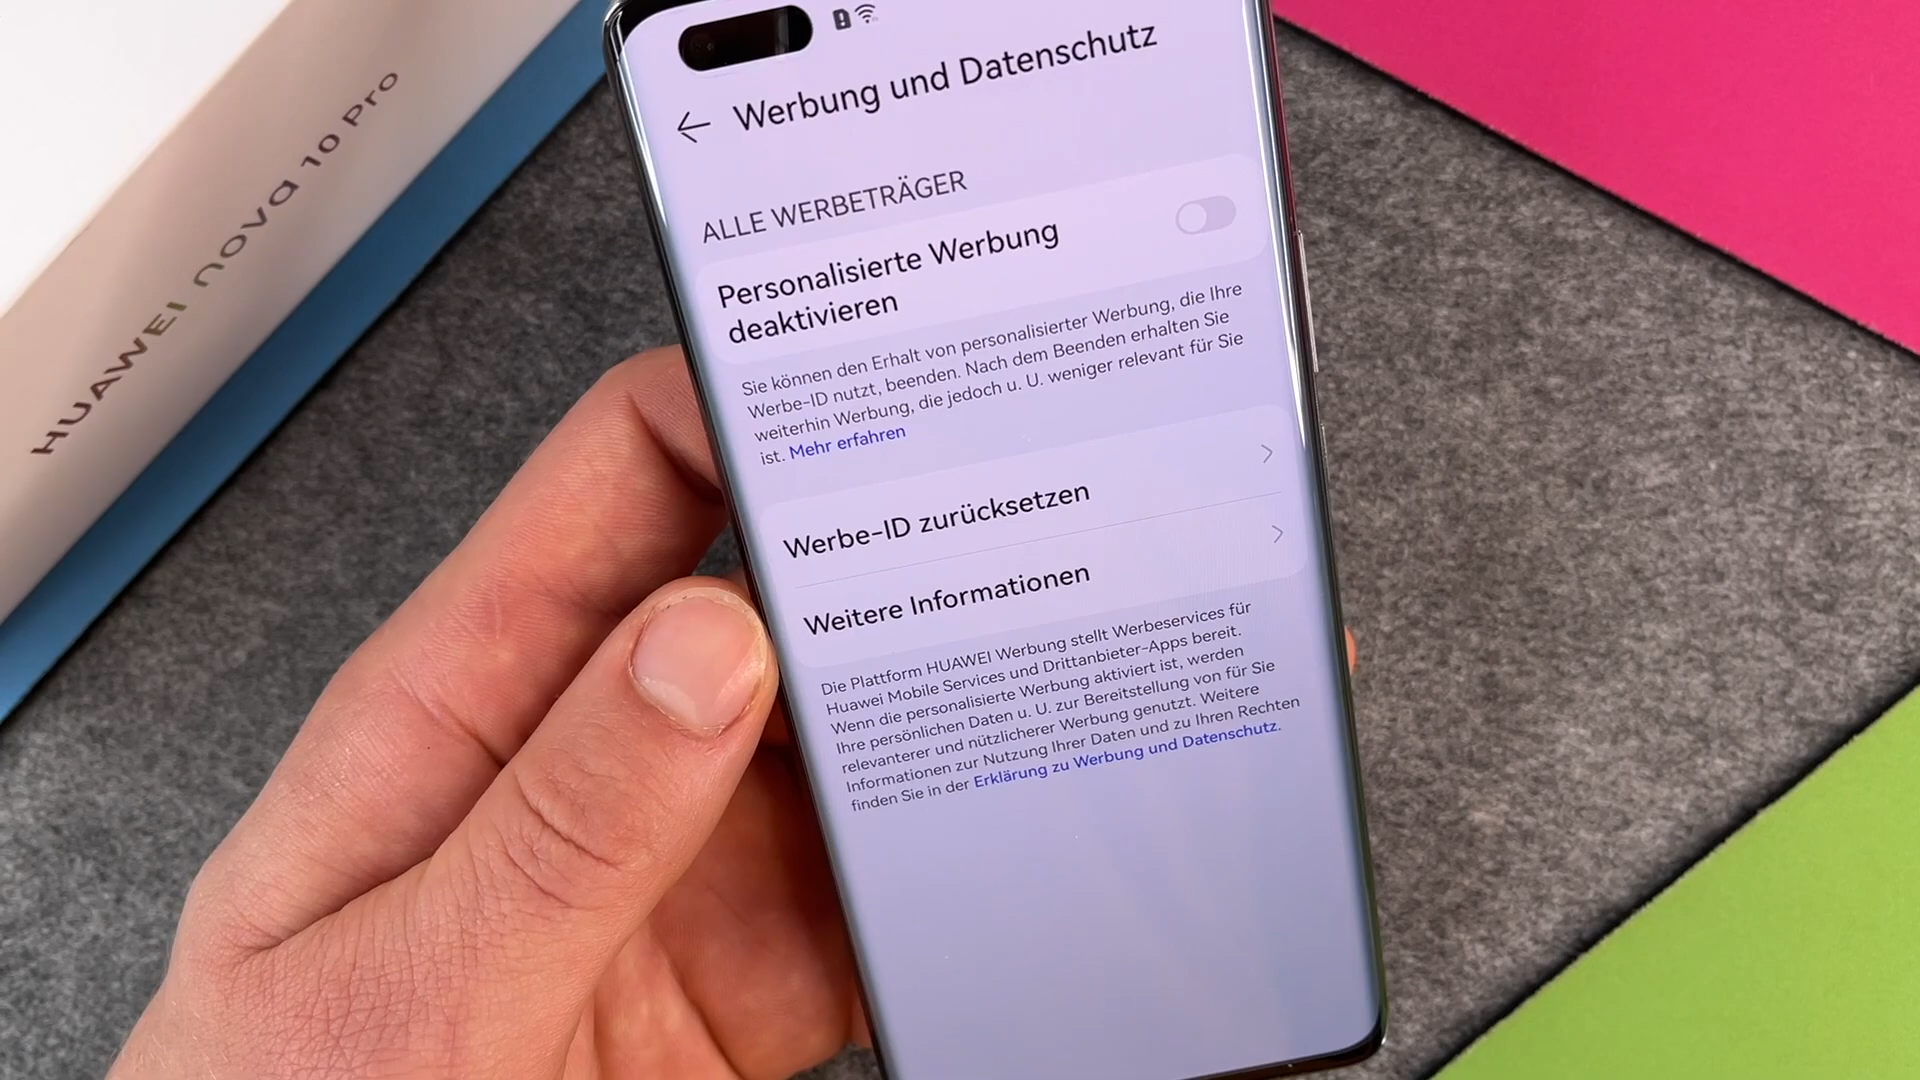 HUAWEI nova 10 Pro
Werbung und Datenschutz
ALLE WERBETRÄGER
Personalisierte Werbung
deaktivieren
Sie können den Erhalt von personalisierter Werbung, die Ihre
Werbe-ID nutzt, beenden. Nach dem Beenden erhalten Sie
weiterhin Werbung, die jedoch u. U. weniger relevant für Sie
ist. Mehr erfahren
Werbe-ID zurücksetzen
Weitere Informationen
Die Plattform HUAWEI Werbung stellt Werbeservices für
Huawei Mobile Services und Drittanbieter-Apps bereit.
Wenn die personalisierte Werbung aktiviert ist, werden
Ihre persönlichen Daten u. U. zur Bereitstellung von für Sie
relevanterer und nützlicherer Werbung genutzt. Weitere
Informationen zur Nutzung Ihrer Daten und zu Ihren Rechten
finden Sie in der Erklärung zu Werbung und Datenschutz.